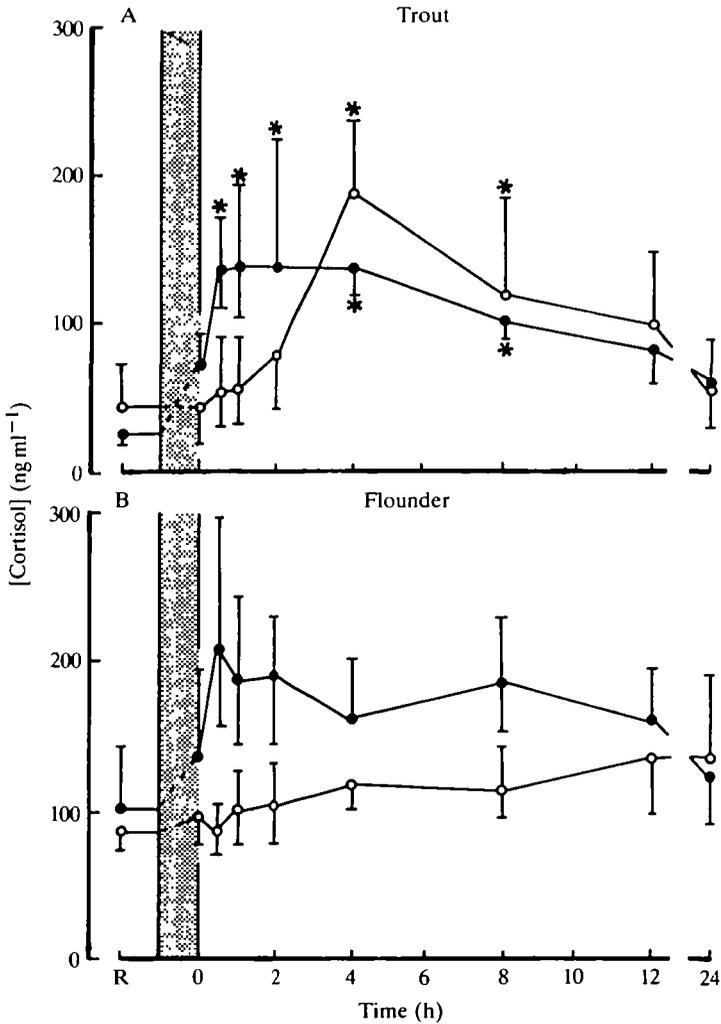 A Trout
300
200
100
0
* * * * * * *
[Cortisol] (ng ml⁻¹)
B Flounder
300
200
100
0
R 0 2 4 6 8 10 12 24
Time (h)